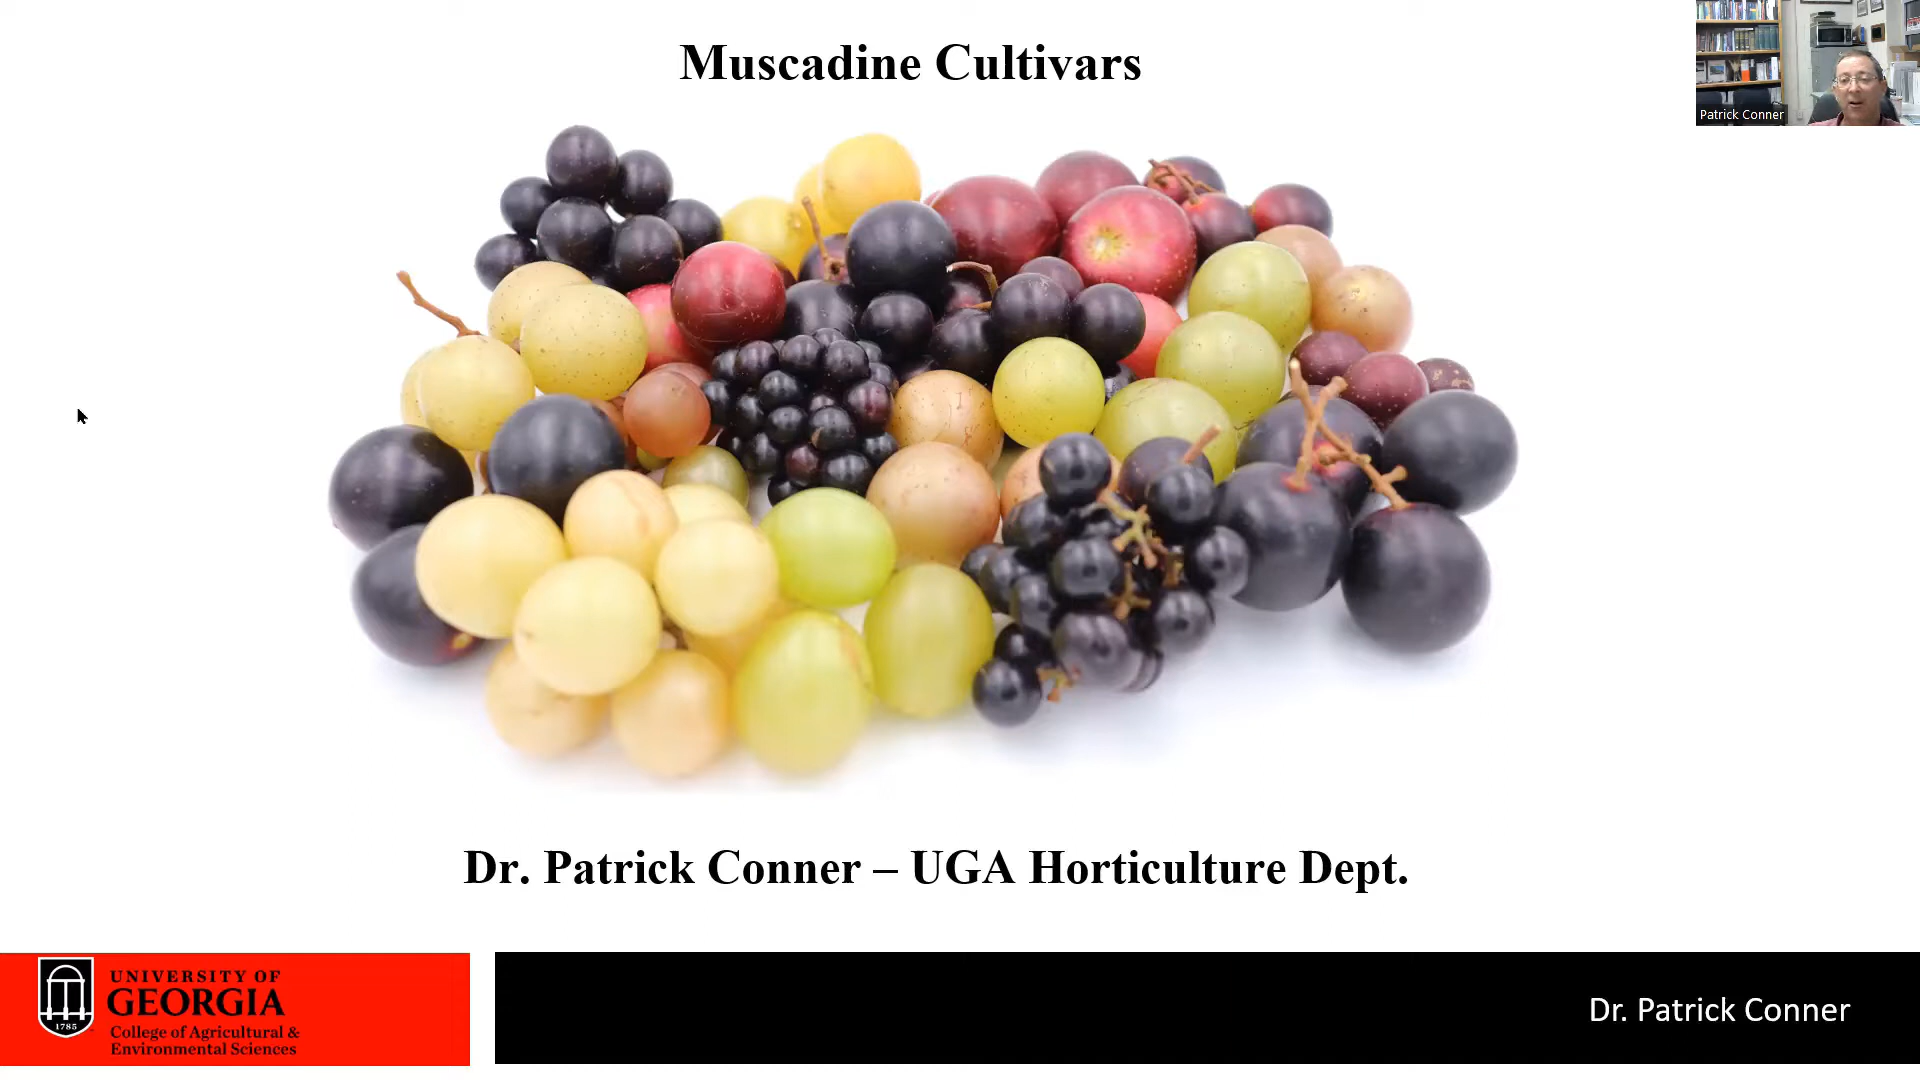 Muscadine Cultivars
Patrick Conner
Dr. Patrick Conner – UGA Horticulture Dept.
1785
UNIVERSITY OF
GEORGIA
College of Agricultural &
Environmental Sciences
Dr. Patrick Conner